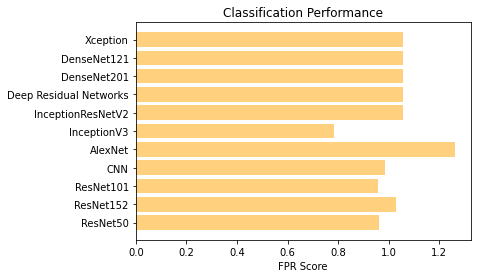 Classification Performance
Xception
DenseNet121
DenseNet201
Deep Residual Networks
InceptionResNetV2
InceptionV3
AlexNet
CNN
ResNet101
ResNet152
ResNet50
0.0 0.2 0.4 0.6 0.8 1.0 1.2
FPR Score